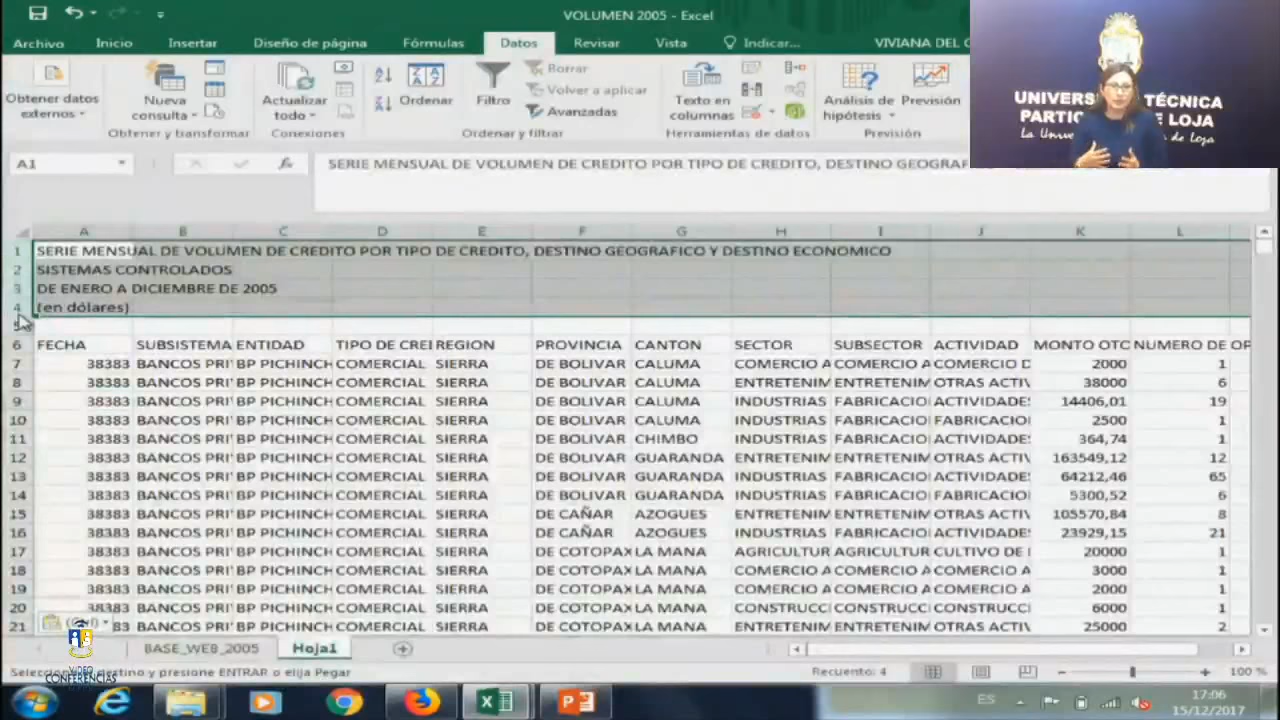 VOLUMEN 2005 - Excel
Archivo Inicio Insertar Diseño de página Fórmulas Datos Revisar Vista Indicar... VIVIANA DEL C
Obtener datos externos
Nueva consulta
Obtener y transformar
Actualizar todo
Conexiones
Ordenar
Filtro
Borrar
Volver a aplicar
Avanzadas
Ordenar y filtrar
Texto en columnas
Herramientas de datos
Análisis de hipótesis
Previsión
Previsión
UNIVERS TÉCNICA
PARTIC DE LOJA
La Un de Loja
A1 fx SERIE MENSUAL DE VOLUMEN DE CREDITO POR TIPO DE CREDITO, DESTINO GEOGRAF
A B C D E F G H I J K L
1 SERIE MENSUAL DE VOLUMEN DE CREDITO POR TIPO DE CREDITO, DESTINO GEOGRAFICO Y DESTINO ECONOMICO
2 SISTEMAS CONTROLADOS
3 DE ENERO A DICIEMBRE DE 2005
4 (en dólares)
5
6 FECHA SUBSISTEMA ENTIDAD TIPO DE CREI REGION PROVINCIA CANTON SECTOR SUBSECTOR ACTIVIDAD MONTO OTC NUMERO DE OP
7 38383 BANCOS PRI BP PICHINCH COMERCIAL SIERRA DE BOLIVAR CALUMA COMERCIO A COMERCIO A COMERCIO D 2000 1
8 38383 BANCOS PRI BP PICHINCH COMERCIAL SIERRA DE BOLIVAR CALUMA ENTRETENIM ENTRETENIM OTRAS ACTIV 38000 6
9 38383 BANCOS PRI BP PICHINCH COMERCIAL SIERRA DE BOLIVAR CALUMA INDUSTRIAS FABRICACIO ACTIVIDADES 14406,01 19
10 38383 BANCOS PRI BP PICHINCH COMERCIAL SIERRA DE BOLIVAR CALUMA INDUSTRIAS FABRICACIO FABRICACIO 2500 1
11 38383 BANCOS PRI BP PICHINCH COMERCIAL SIERRA DE BOLIVAR CHIMBO INDUSTRIAS FABRICACIO ACTIVIDADES 364,74 1
12 38383 BANCOS PRI BP PICHINCH COMERCIAL SIERRA DE BOLIVAR GUARANDA ENTRETENIM ENTRETENIM OTRAS ACTIV 163549,12 12
13 38383 BANCOS PRI BP PICHINCH COMERCIAL SIERRA DE BOLIVAR GUARANDA INDUSTRIAS FABRICACIO ACTIVIDADES 64212,46 65
14 38383 BANCOS PRI BP PICHINCH COMERCIAL SIERRA DE BOLIVAR GUARANDA INDUSTRIAS FABRICACIO FABRICACIO 5300,52 6
15 38383 BANCOS PRI BP PICHINCH COMERCIAL SIERRA DE CAÑAR AZOGUES ENTRETENIM ENTRETENIM OTRAS ACTIV 105570,84 8
16 38383 BANCOS PRI BP PICHINCH COMERCIAL SIERRA DE CAÑAR AZOGUES INDUSTRIAS FABRICACIO ACTIVIDADES 23929,15 21
17 38383 BANCOS PRI BP PICHINCH COMERCIAL SIERRA DE COTOPAX LA MANA AGRICULTUR AGRICULTUR CULTIVO DE 20000 1
18 38383 BANCOS PRI BP PICHINCH COMERCIAL SIERRA DE COTOPAX LA MANA COMERCIO A COMERCIO A COMERCIO A 3000 1
19 38383 BANCOS PRI BP PICHINCH COMERCIAL SIERRA DE COTOPAX LA MANA COMERCIO A COMERCIO A COMERCIO A 2000 1
20 38383 BANCOS PRI BP PICHINCH COMERCIAL SIERRA DE COTOPAX LA MANA CONSTRUCCI CONSTRUCCI CONSTRUCCI 6000 1
21 83 BANCOS PRI BP PICHINCH COMERCIAL SIERRA DE COTOPAX LA MANA ENTRETENIM ENTRETENIM OTRAS ACTIV 25000 2
BASE_WEB_2005 Hoja1
Seleccion destino y presione ENTRAR o elija Pegar Recuento: 4 100 %
VIDEO
CONFERENCIAS
ES 17:06
15/12/2017